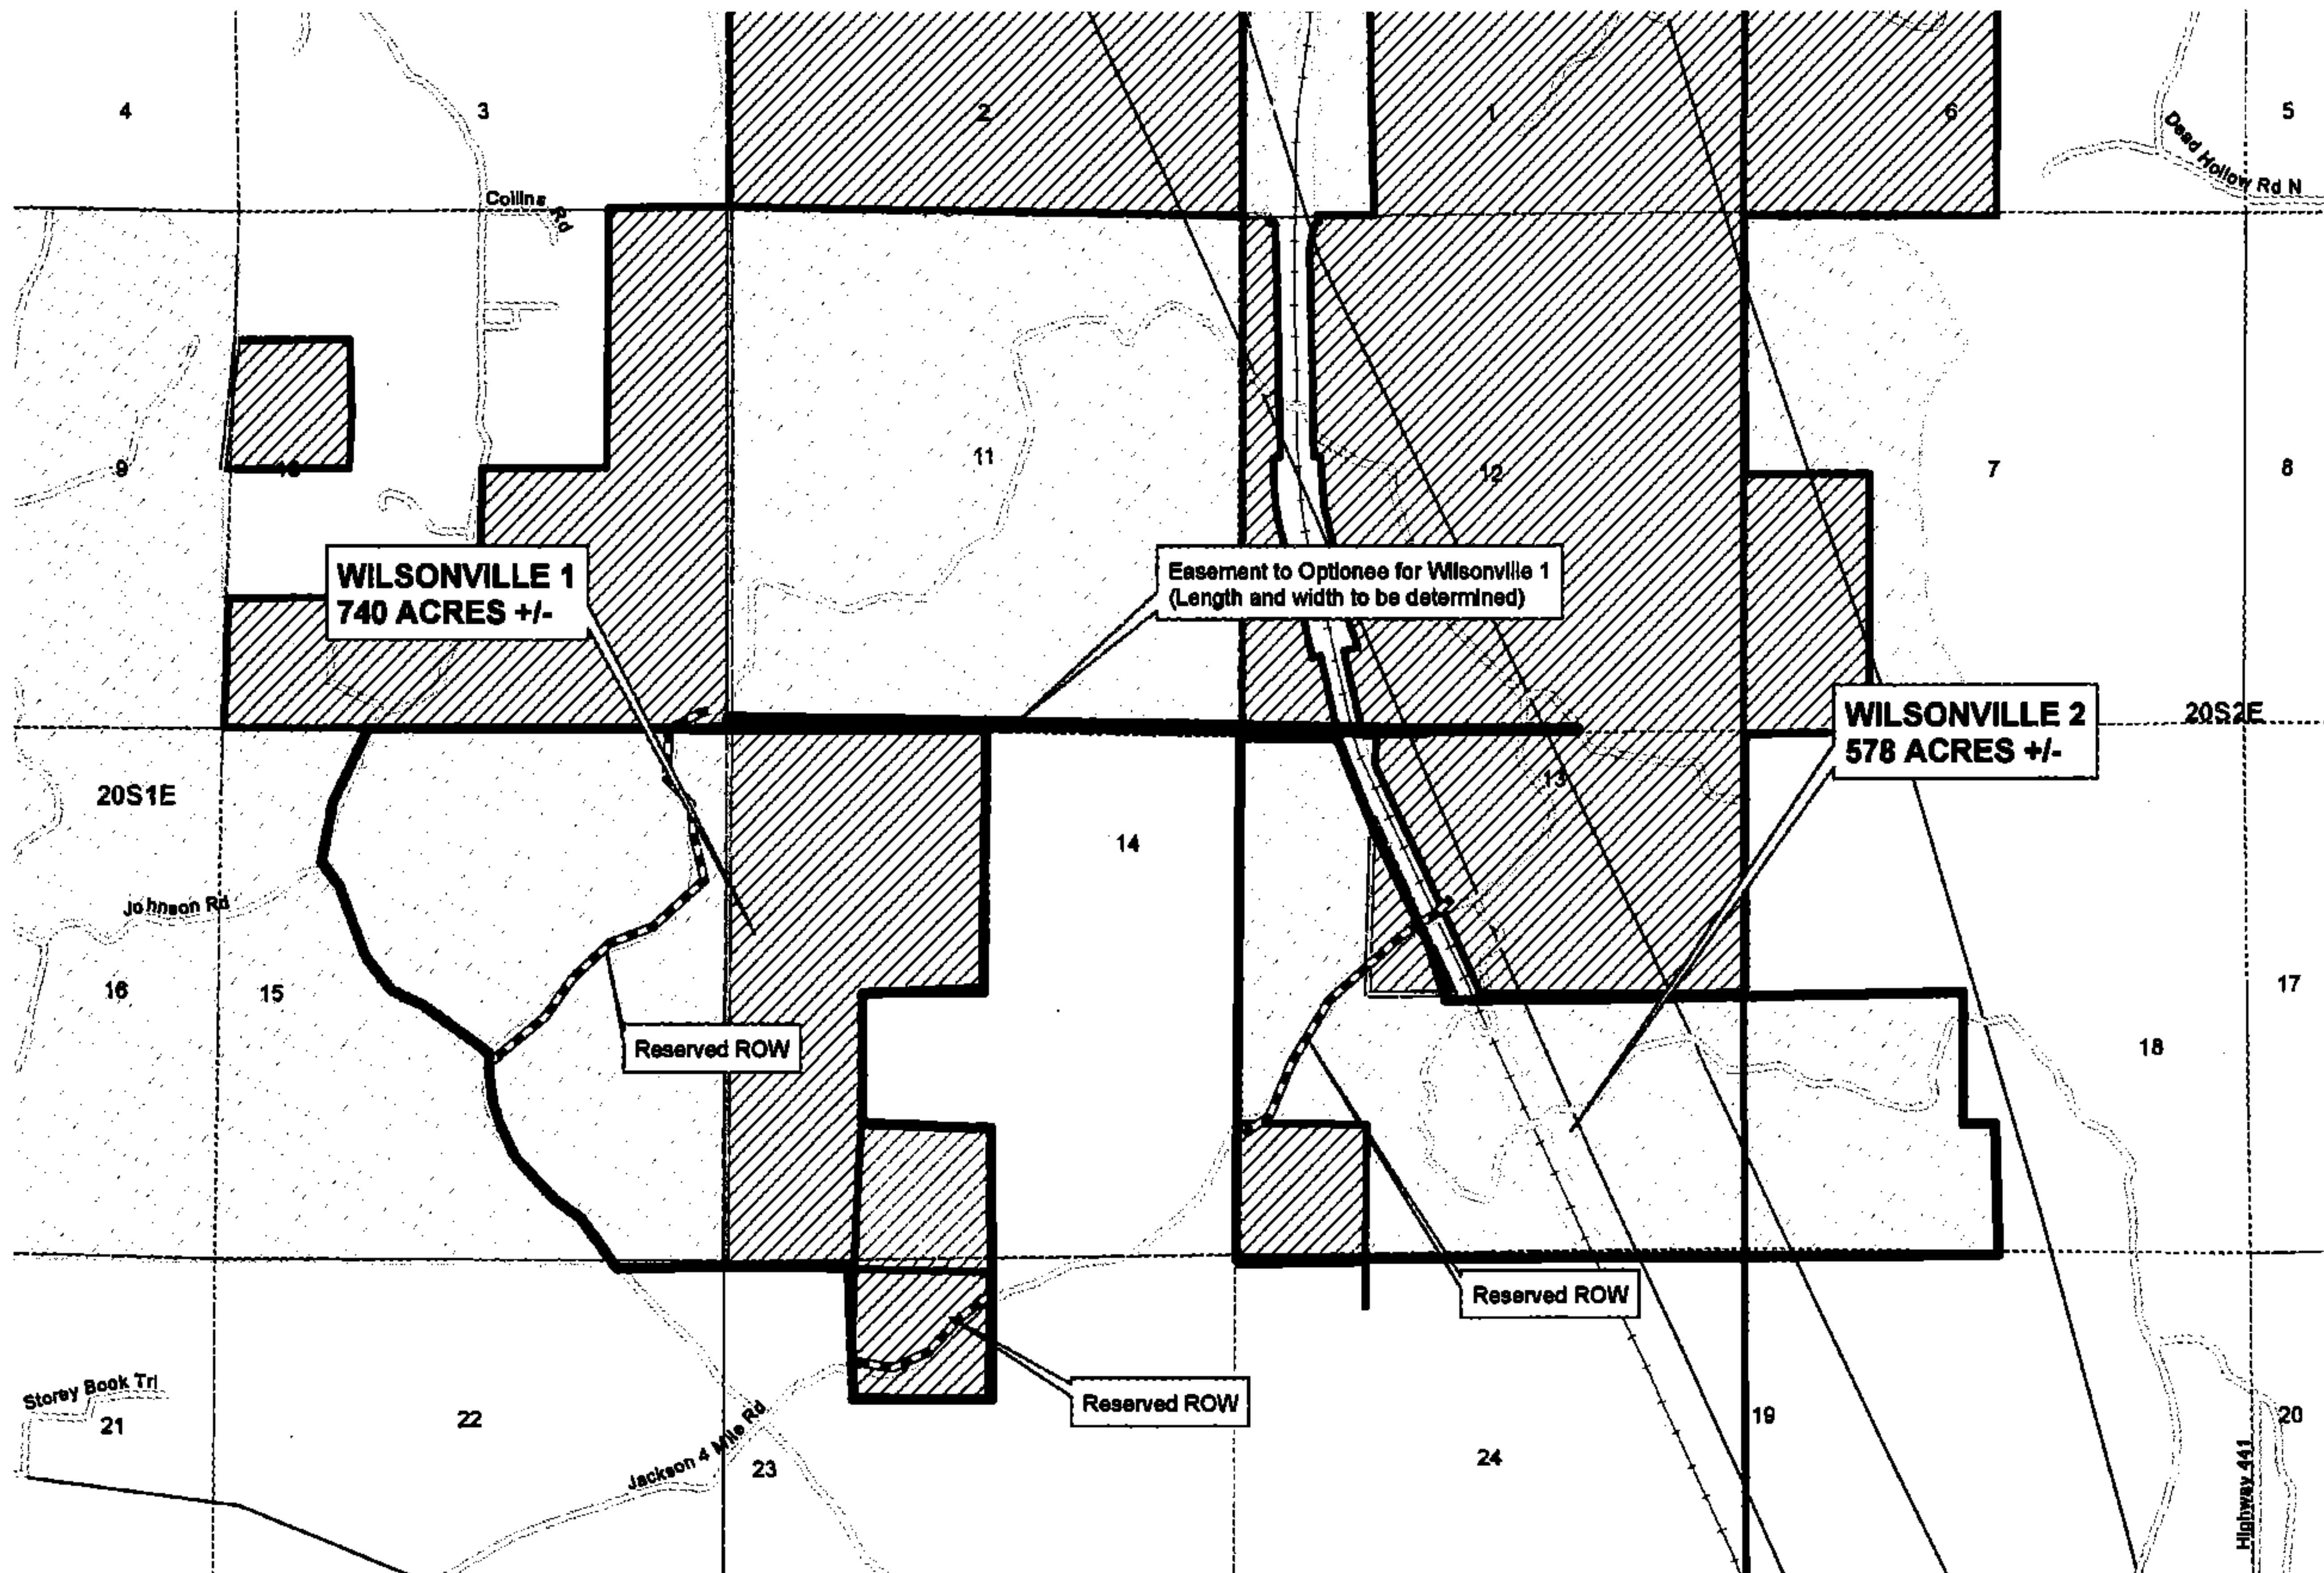 4
3
2
1
6
5
Dead Hollow Rd N
Collins Rd
9
10
11
12
7
8
WILSONVILLE 1
740 ACRES +/-
Easement to Optionee for Wilsonville 1
(Length and width to be determined)
WILSONVILLE 2
578 ACRES +/-
20S2E
20S1E
13
14
Johnson Rd
16
15
17
18
Reserved ROW
Reserved ROW
Reserved ROW
Storey Book Trl
21
22
Jackson 4 Mile Rd
23
24
19
20
Highway 441